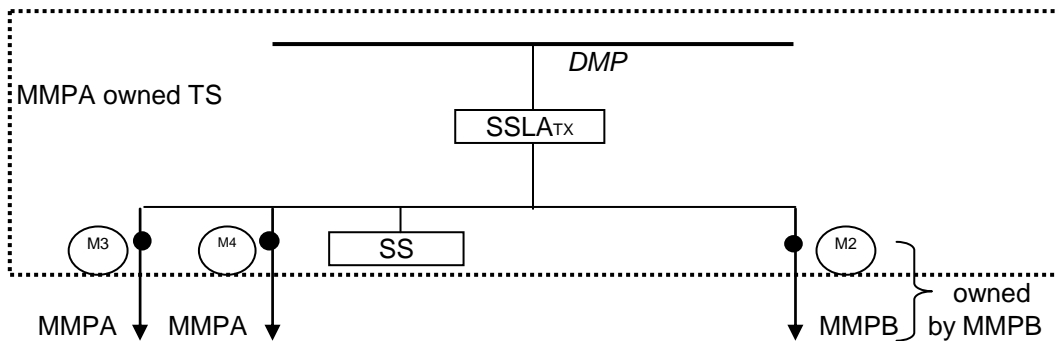 DMP
MMPA owned TS
SSLATX
M3
M4
SS
M2
MMPA
MMPA
MMPB
owned
by MMPB